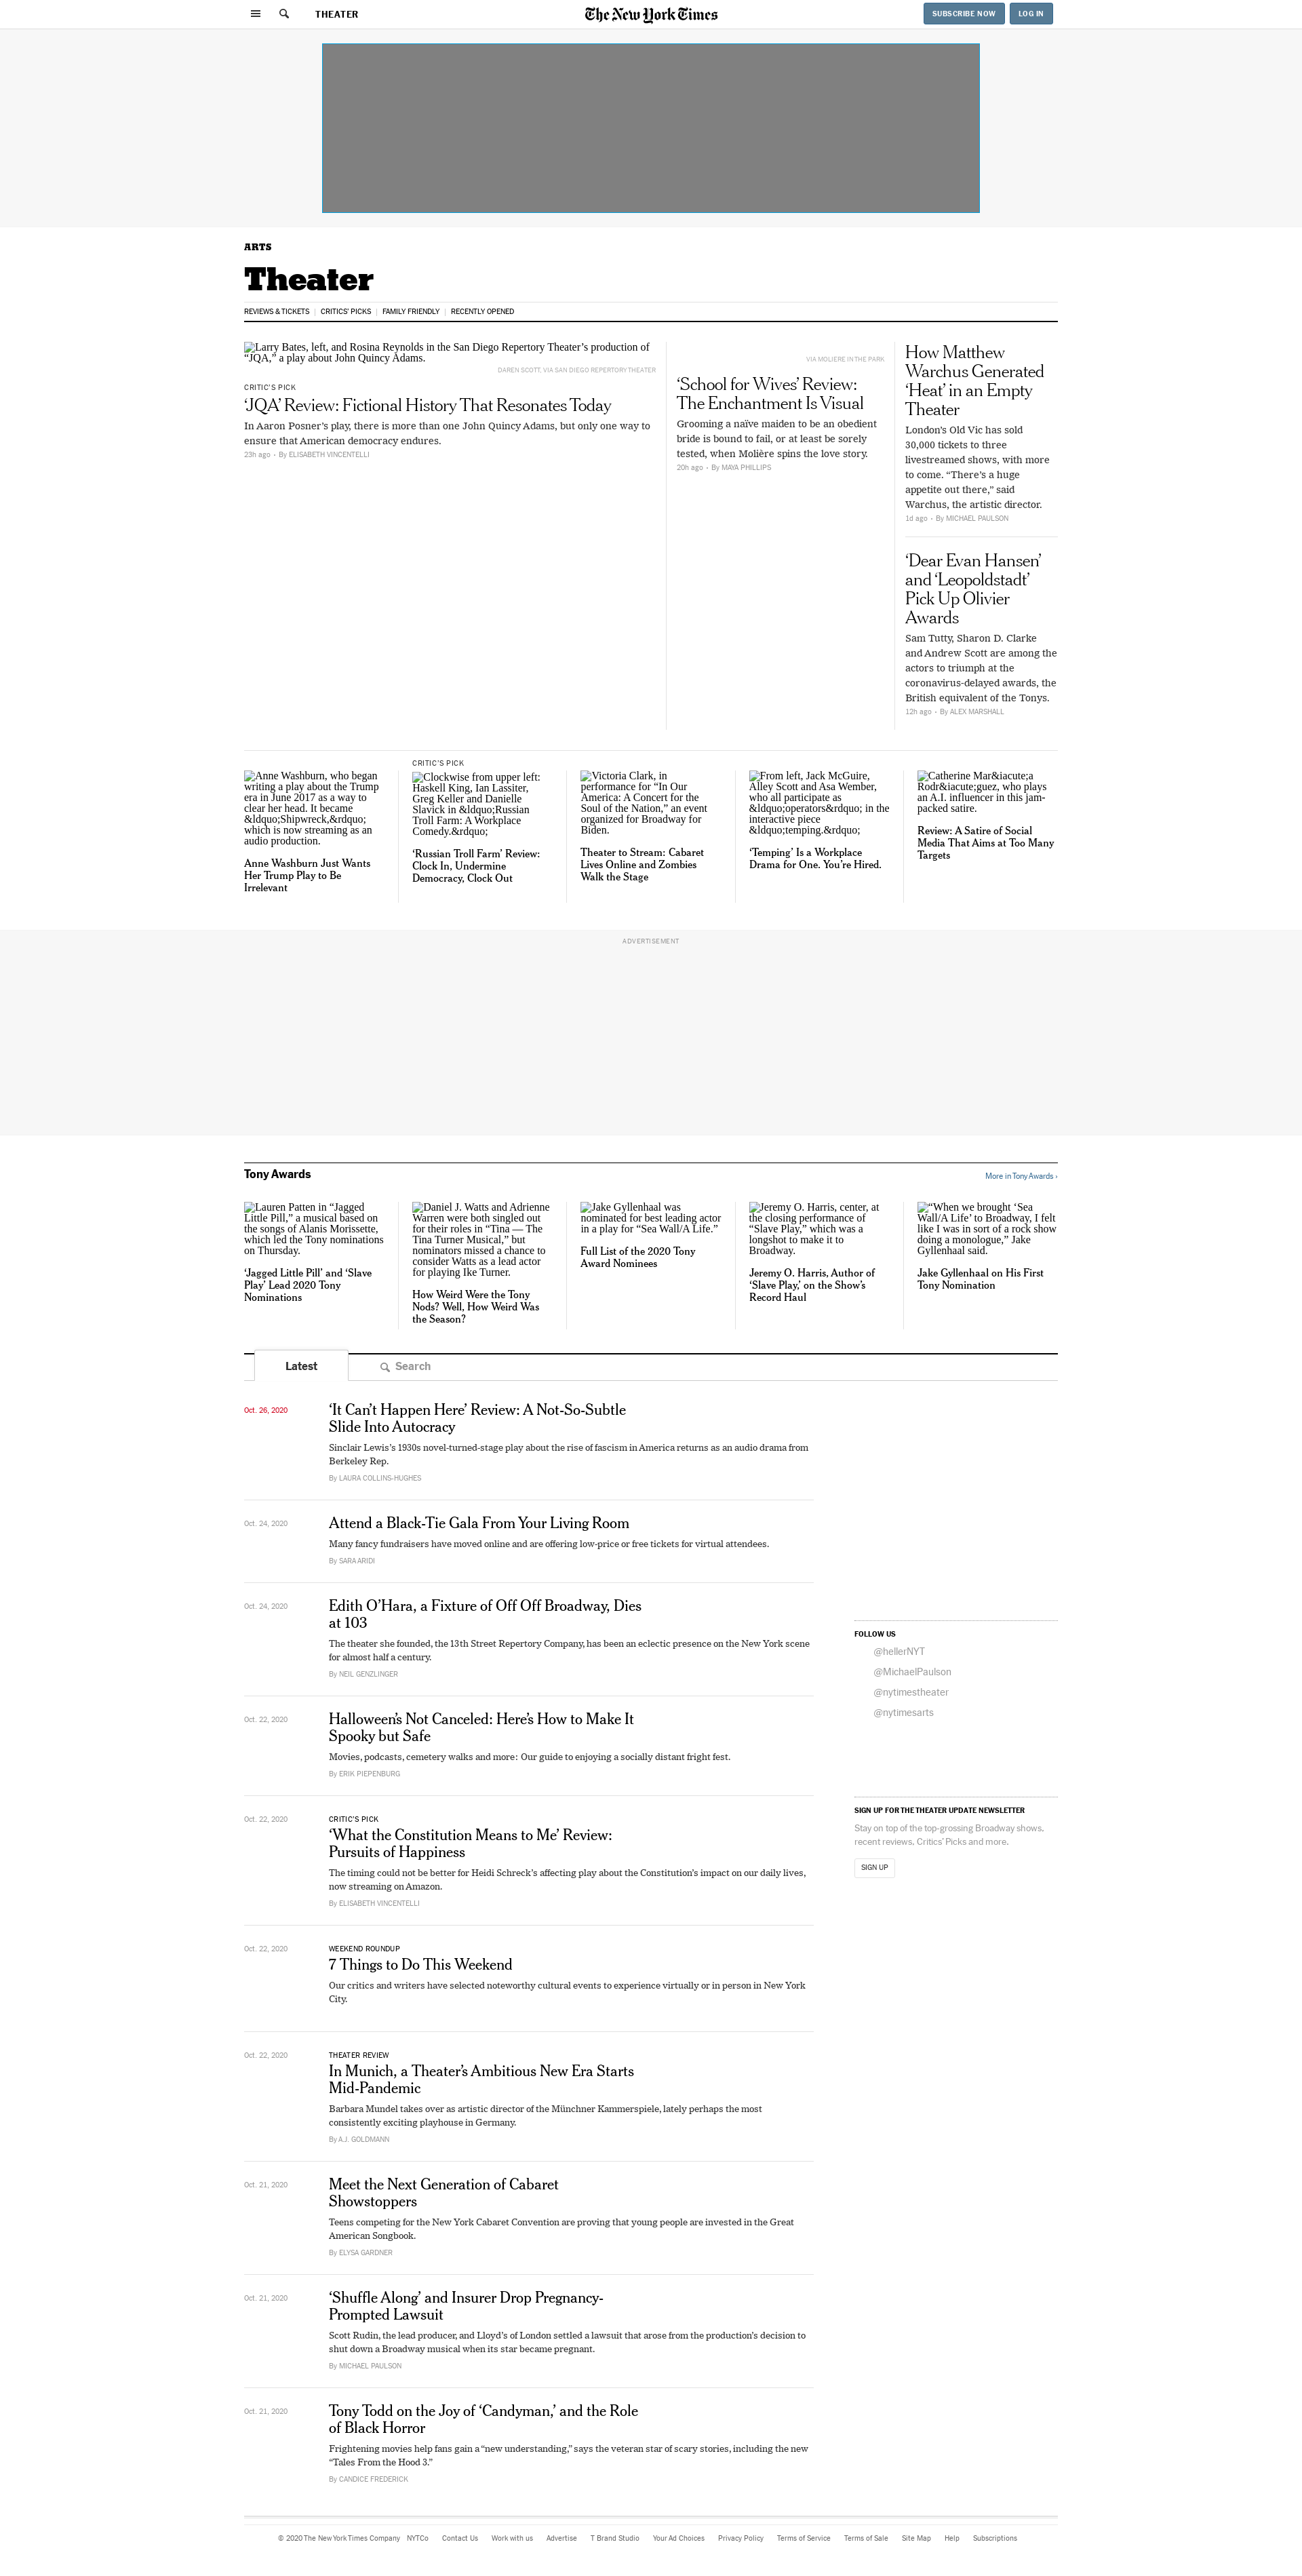 THEATER
The New York Times
SUBSCRIBE NOW
LOG IN
ARTS
Theater
REVIEWS & TICKETS
CRITICS' PICKS
FAMILY FRIENDLY
RECENTLY OPENED
Larry Bates, left, and Rosina Reynolds in the San Diego Repertory Theater’s production of
“JQA,” a play about John Quincy Adams.
DAREN SCOTT, VIA SAN DIEGO REPERTORY THEATER
CRITIC’S PICK
‘JQA’ Review: Fictional History That Resonates Today
In Aaron Posner’s play, there is more than one John Quincy Adams, but only one way to
ensure that American democracy endures.
23h ago • By ELISABETH VINCENTELLI
VIA MOLIERE IN THE PARK
‘School for Wives’ Review:
The Enchantment Is Visual
Grooming a naïve maiden to be an obedient
bride is bound to fail, or at least be sorely
tested, when Molière spins the love story.
20h ago • By MAYA PHILLIPS
How Matthew
Warchus Generated
‘Heat’ in an Empty
Theater
London’s Old Vic has sold
30,000 tickets to three
livestreamed shows, with more
to come. “There’s a huge
appetite out there,” said
Warchus, the artistic director.
1d ago • By MICHAEL PAULSON
‘Dear Evan Hansen’
and ‘Leopoldstadt’
Pick Up Olivier
Awards
Sam Tutty, Sharon D. Clarke
and Andrew Scott are among the
actors to triumph at the
coronavirus-delayed awards, the
British equivalent of the Tonys.
12h ago • By ALEX MARSHALL
Anne Washburn, who began
writing a play about the Trump
era in June 2017 as a way to
clear her head. It became
&ldquo;Shipwreck,&rdquo;
which is now streaming as an
audio production.
Anne Washburn Just Wants
Her Trump Play to Be
Irrelevant
CRITIC’S PICK
Clockwise from upper left:
Haskell King, Ian Lassiter,
Greg Keller and Danielle
Slavick in &ldquo;Russian
Troll Farm: A Workplace
Comedy.&rdquo;
‘Russian Troll Farm’ Review:
Clock In, Undermine
Democracy, Clock Out
Victoria Clark, in
performance for “In Our
America: A Concert for the
Soul of the Nation,” an event
organized for Broadway for
Biden.
Theater to Stream: Cabaret
Lives Online and Zombies
Walk the Stage
From left, Jack McGuire,
Alley Scott and Asa Wember,
who all participate as
&ldquo;operators&rdquo; in the
interactive piece
&ldquo;temping.&rdquo;
‘Temping’ Is a Workplace
Drama for One. You’re Hired.
Catherine Mar&iacute;a
Rodr&iacute;guez, who plays
an A.I. influencer in this jam-
packed satire.
Review: A Satire of Social
Media That Aims at Too Many
Targets
ADVERTISEMENT
Tony Awards
More in Tony Awards ›
Lauren Patten in “Jagged
Little Pill,” a musical based on
the songs of Alanis Morissette,
which led the Tony nominations
on Thursday.
‘Jagged Little Pill’ and ‘Slave
Play’ Lead 2020 Tony
Nominations
Daniel J. Watts and Adrienne
Warren were both singled out
for their roles in “Tina — The
Tina Turner Musical,” but
nominators missed a chance to
consider Watts as a lead actor
for playing Ike Turner.
How Weird Were the Tony
Nods? Well, How Weird Was
the Season?
Jake Gyllenhaal was
nominated for best leading actor
in a play for “Sea Wall/A Life.”
Full List of the 2020 Tony
Award Nominees
Jeremy O. Harris, center, at
the closing performance of
“Slave Play,” which was a
longshot to make it to
Broadway.
Jeremy O. Harris, Author of
‘Slave Play,’ on the Show’s
Record Haul
“When we brought ‘Sea
Wall/A Life’ to Broadway, I felt
like I was in sort of a rock show
doing a monologue,” Jake
Gyllenhaal said.
Jake Gyllenhaal on His First
Tony Nomination
Latest
Search
Oct. 26, 2020
‘It Can’t Happen Here’ Review: A Not-So-Subtle
Slide Into Autocracy
Sinclair Lewis’s 1930s novel-turned-stage play about the rise of fascism in America returns as an audio drama from
Berkeley Rep.
By LAURA COLLINS-HUGHES
Oct. 24, 2020
Attend a Black-Tie Gala From Your Living Room
Many fancy fundraisers have moved online and are offering low-price or free tickets for virtual attendees.
By SARA ARIDI
Oct. 24, 2020
Edith O’Hara, a Fixture of Off Off Broadway, Dies
at 103
The theater she founded, the 13th Street Repertory Company, has been an eclectic presence on the New York scene
for almost half a century.
By NEIL GENZLINGER
Oct. 22, 2020
Halloween’s Not Canceled: Here’s How to Make It
Spooky but Safe
Movies, podcasts, cemetery walks and more: Our guide to enjoying a socially distant fright fest.
By ERIK PIEPENBURG
Oct. 22, 2020
CRITIC’S PICK
‘What the Constitution Means to Me’ Review:
Pursuits of Happiness
The timing could not be better for Heidi Schreck’s affecting play about the Constitution’s impact on our daily lives,
now streaming on Amazon.
By ELISABETH VINCENTELLI
Oct. 22, 2020
WEEKEND ROUNDUP
7 Things to Do This Weekend
Our critics and writers have selected noteworthy cultural events to experience virtually or in person in New York
City.
Oct. 22, 2020
THEATER REVIEW
In Munich, a Theater’s Ambitious New Era Starts
Mid-Pandemic
Barbara Mundel takes over as artistic director of the Münchner Kammerspiele, lately perhaps the most
consistently exciting playhouse in Germany.
By A.J. GOLDMANN
Oct. 21, 2020
Meet the Next Generation of Cabaret
Showstoppers
Teens competing for the New York Cabaret Convention are proving that young people are invested in the Great
American Songbook.
By ELYSA GARDNER
Oct. 21, 2020
‘Shuffle Along’ and Insurer Drop Pregnancy-
Prompted Lawsuit
Scott Rudin, the lead producer, and Lloyd’s of London settled a lawsuit that arose from the production’s decision to
shut down a Broadway musical when its star became pregnant.
By MICHAEL PAULSON
Oct. 21, 2020
Tony Todd on the Joy of ‘Candyman,’ and the Role
of Black Horror
Frightening movies help fans gain a “new understanding,” says the veteran star of scary stories, including the new
“Tales From the Hood 3.”
By CANDICE FREDERICK
FOLLOW US
@hellerNYT
@MichaelPaulson
@nytimestheater
@nytimesarts
SIGN UP FOR THE THEATER UPDATE NEWSLETTER
Stay on top of the top-grossing Broadway shows,
recent reviews, Critics’ Picks and more.
SIGN UP
© 2020 The New York Times Company NYTCo Contact Us Work with us Advertise T Brand Studio Your Ad Choices Privacy Policy Terms of Service Terms of Sale Site Map Help Subscriptions